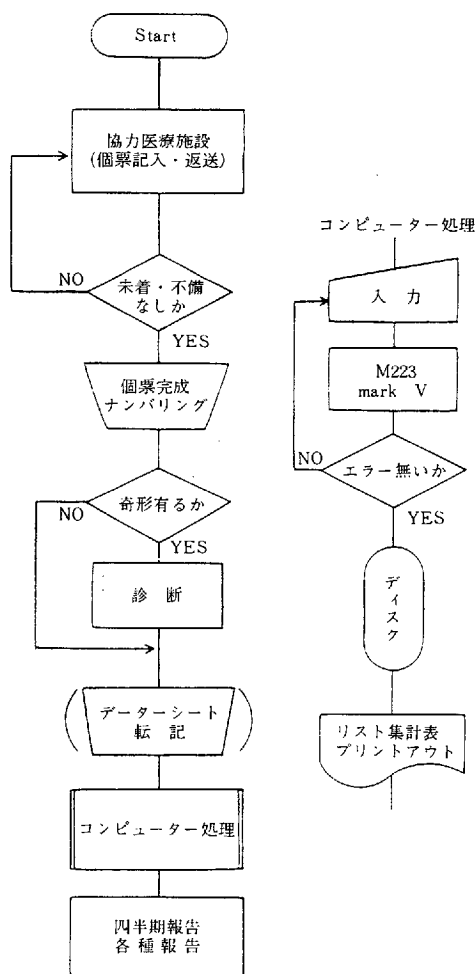 Start
協力医療施設
(個票記入・返送)
NO
未着・不備
なしか
YES
個票完成
ナンバリング
NO
奇形有るか
YES
診 断
(データーシート)
転 記
コンピューター処理
四半期報告
各 種 報 告
コンピューター処理
入 力
M223
mark V
NO
エラー無いか
YES
ディスク
リスト集計表
プリントアウト